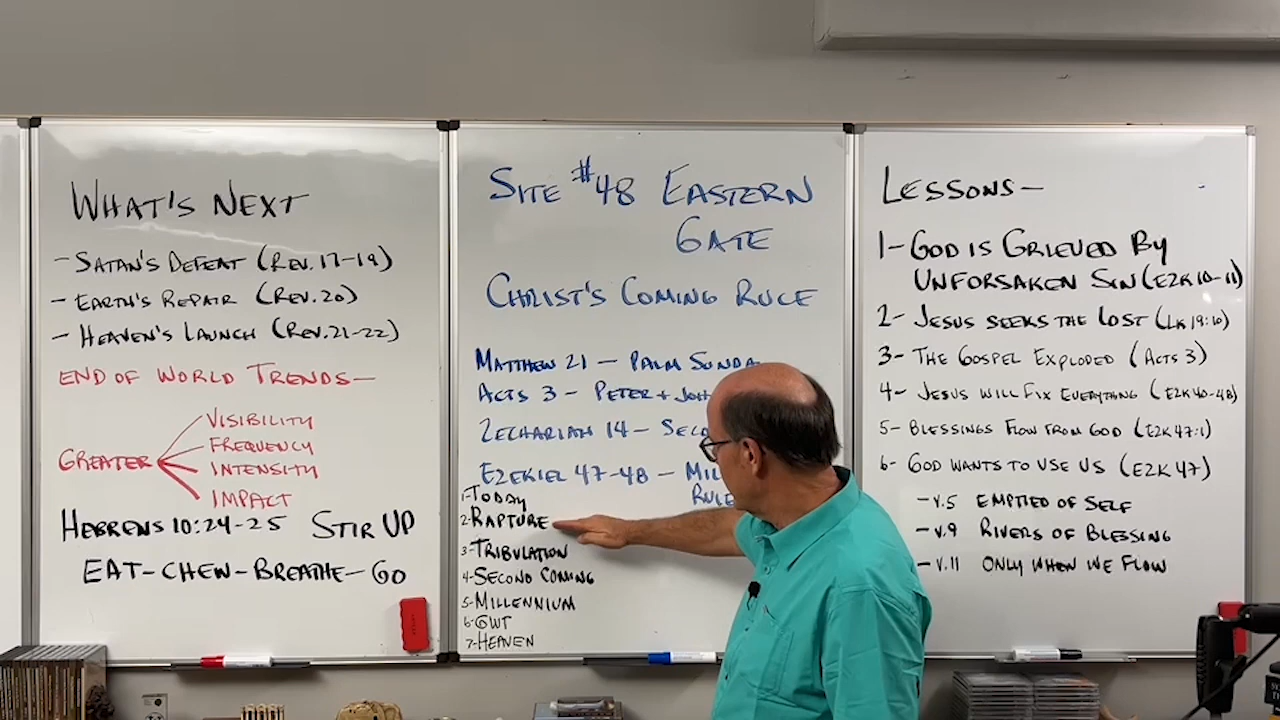 WHAT'S NEXT
- SATAN'S DEFEAT (REV. 17-19)
- EARTH'S REPAIR (REV. 20)
- HEAVEN'S LAUNCH (REV. 21-22)
END OF WORLD TRENDS-
GREATER
VISIBILITY
FREQUENCY
INTENSITY
IMPACT
HEBREWS 10:24-25 STIR UP
EAT-CHEW-BREATHE-GO
SITE #48 EASTERN
GATE
CHRIST'S COMING RULE
MATTHEW 21 - PALM
ACTS 3 - PETER +
ZECHARIAH 14 -
EZEKIEL 47-48 -
1-TODAY
2-RAPTURE
3-TRIBULATION
4-SECOND COMING
5-MILLENNIUM
6-GWT
7-HEAVEN
LESSONS-
1-GOD IS GRIEVED BY
UNFORSAKEN SIN (EZK 10-11)
2- JESUS SEEKS THE LOST (LK 19:10)
3- THE GOSPEL EXPLODED (ACTS 3)
4- JESUS WILL FIX EVERYTHING (EZK 40-48)
5- BLESSINGS FLOW FROM GOD (EZK 47:1)
6- GOD WANTS TO USE US (EZK 47)
-V.5 EMPTIED OF SELF
-V.9 RIVERS OF BLESSING
-V.11 ONLY WHEN WE FLOW